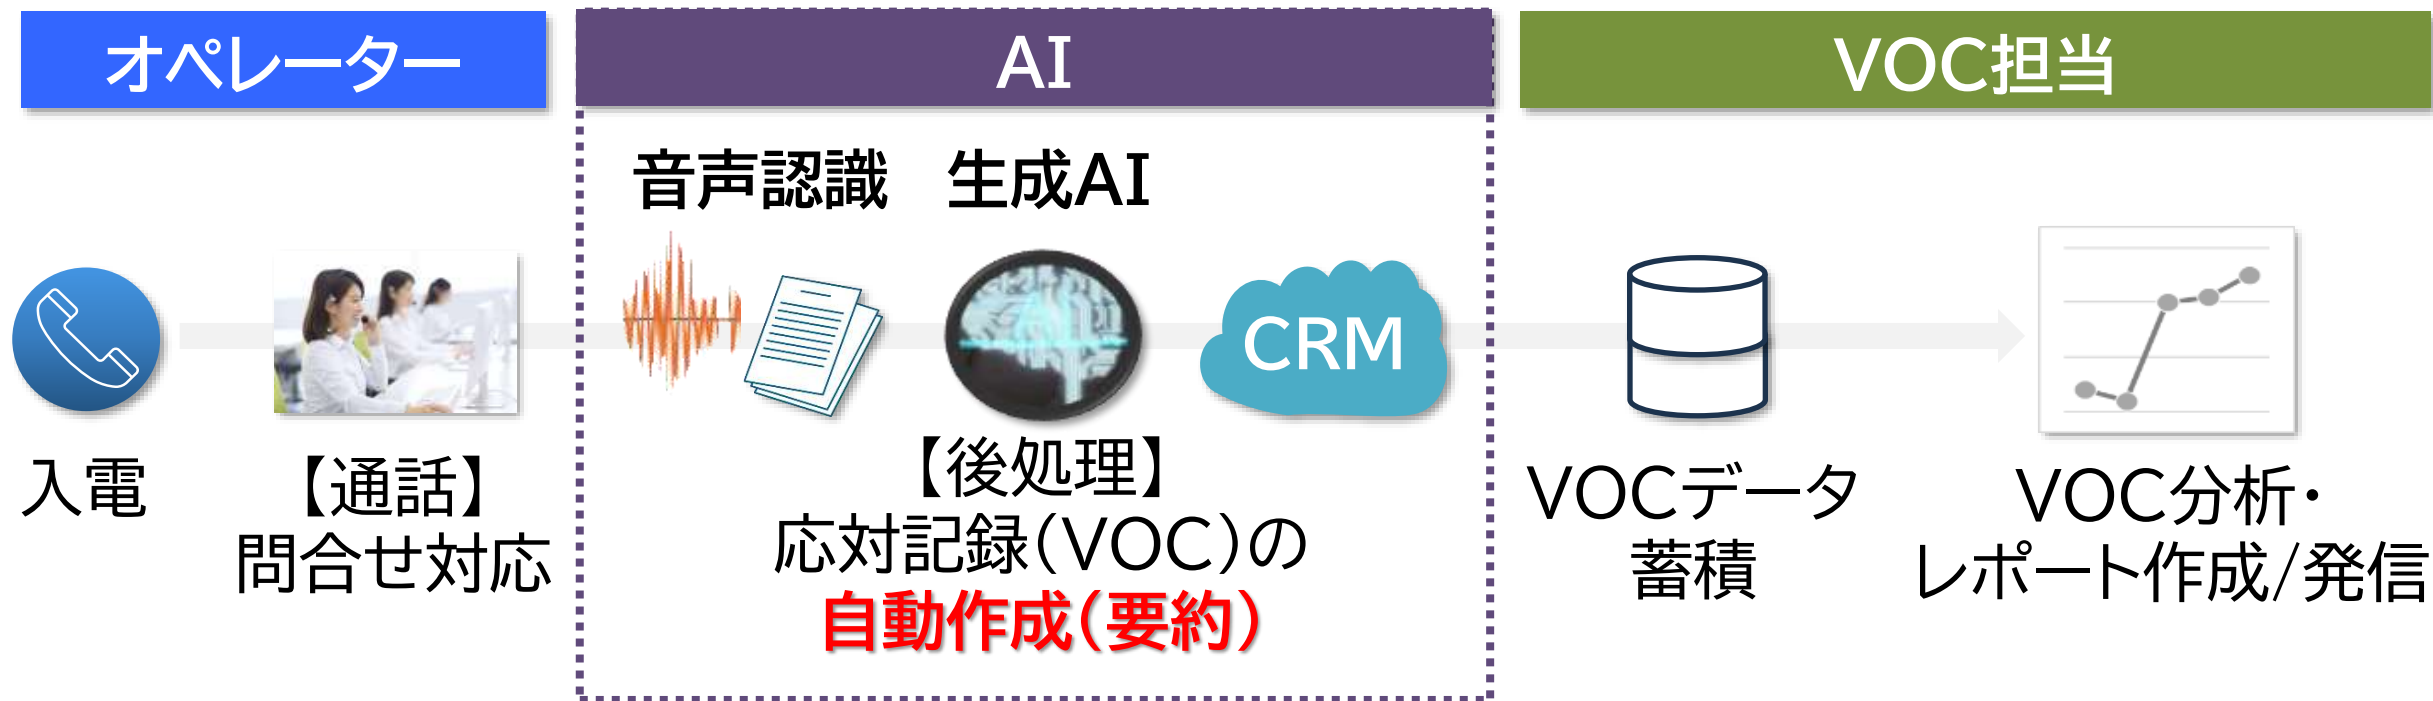 オペレーター
AI
VOC担当
音声認識 生成AI
CRM
入電
【通話】
問合せ対応
【後処理】
応対記録(VOC)の
自動作成(要約)
VOCデータ
蓄積
VOC分析・
レポート作成/発信